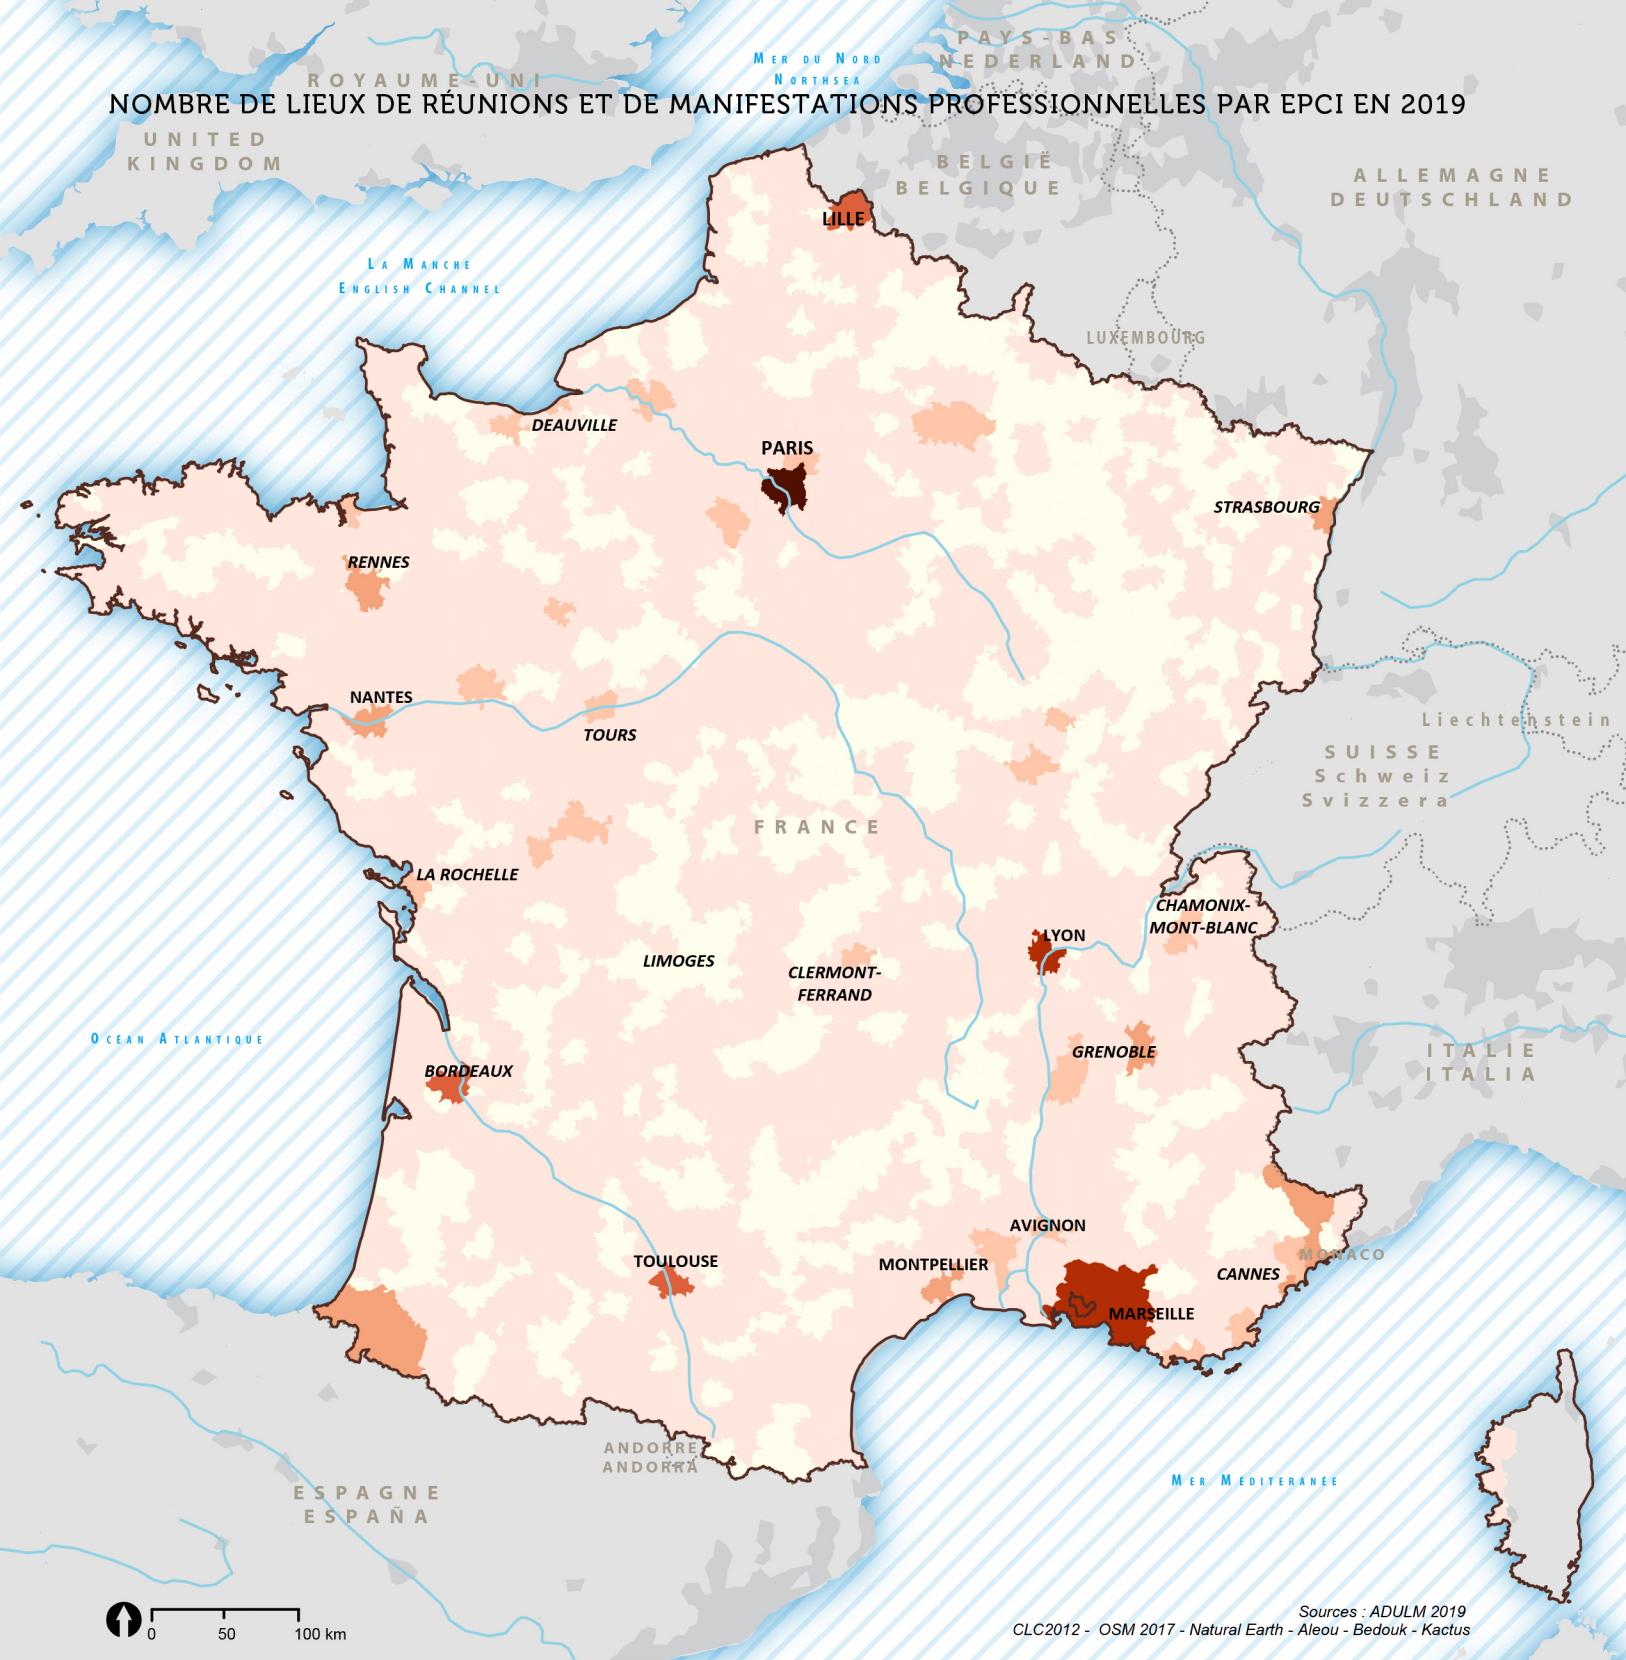 MER DU NORD
NORTHSEA
PAYS-BAS
NEDERLAND
ROYAUME-UNI
NOMBRE DE LIEUX DE RÉUNIONS ET DE MANIFESTATIONS PROFESSIONNELLES PAR EPCI EN 2019
UNITED
KINGDOM
BELGIË
BELGIQUE
ALLEMAGNE
DEUTSCHLAND
LILLE
LA MANCHE
ENGLISH CHANNEL
LUXEMBOURG
DEAUVILLE
PARIS
STRASBOURG
RENNES
NANTES
TOURS
Liechtenstein
SUISSE
Schweiz
Svizzera
FRANCE
LA ROCHELLE
CHAMONIX-
MONT-BLANC
LYON
LIMOGES
CLERMONT-
FERRAND
OCÉAN ATLANTIQUE
GRENOBLE
ITALIE
ITALIA
BORDEAUX
AVIGNON
MONACO
TOULOUSE
MONTPELLIER
CANNES
MARSEILLE
ANDORRE
ANDORRA
MER MÉDITERANÉE
ESPAGNE
ESPAÑA
0 50 100 km
Sources : ADULM 2019
CLC2012 - OSM 2017 - Natural Earth - Aleou - Bedouk - Kactus